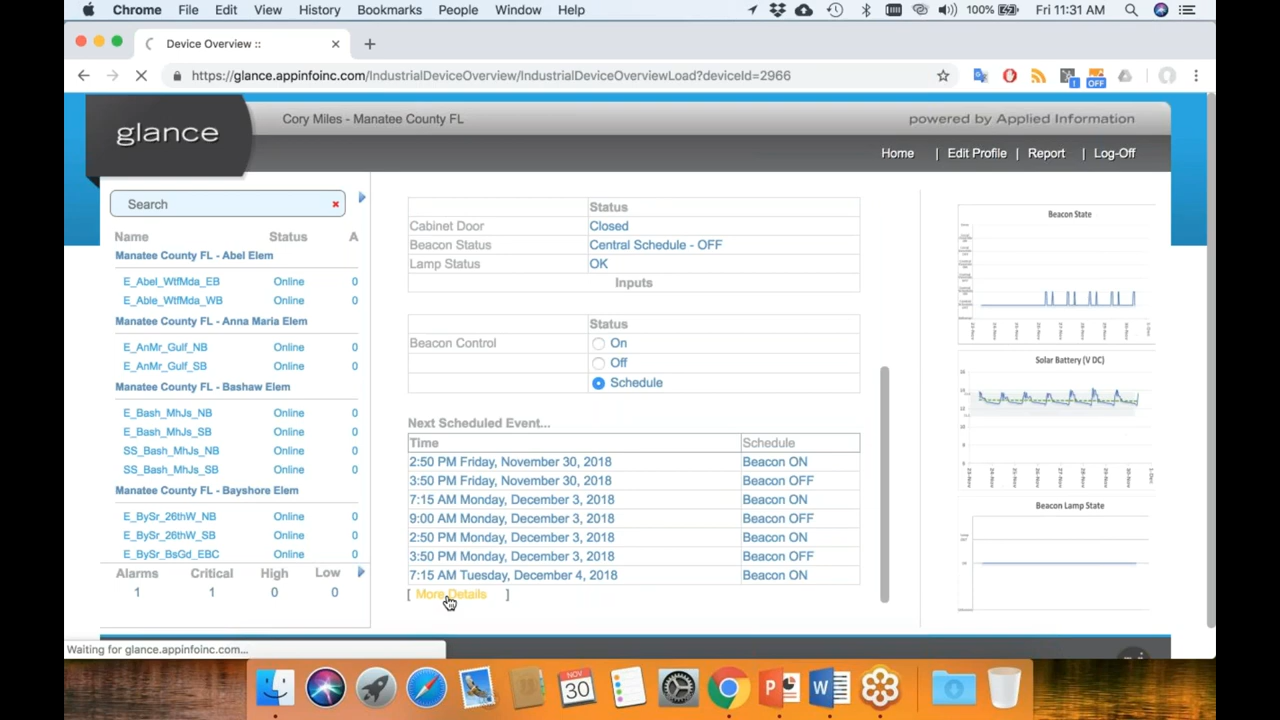 Chrome File Edit View History Bookmarks People Window Help 100% Fri 11:31 AM
Device Overview ::
https://glance.appinfoinc.com/IndustrialDeviceOverview/IndustrialDeviceOverviewLoad?deviceId=2966
OFF
glance
Cory Miles - Manatee County FL
powered by Applied Information
Home | Edit Profile | Report | Log-Off
Search
Name Status A
Manatee County FL - Abel Elem
E_Abel_WtfMda_EB Online 0
E_Able_WtfMda_WB Online 0
Manatee County FL - Anna Maria Elem
E_AnMr_Gulf_NB Online 0
E_AnMr_Gulf_SB Online 0
Manatee County FL - Bashaw Elem
E_Bash_MhJs_NB Online 0
E_Bash_MhJs_SB Online 0
SS_Bash_MhJs_NB Online 0
SS_Bash_MhJs_SB Online 0
Manatee County FL - Bayshore Elem
E_BySr_26thW_NB Online 0
E_BySr_26thW_SB Online 0
E_BySr_BsGd_EBC Online 0
Alarms Critical High Low
1 1 0 0
Status
Cabinet Door Closed
Beacon Status Central Schedule - OFF
Lamp Status OK
Inputs
Status
Beacon Control On
Off
Schedule
Next Scheduled Event...
Time Schedule
2:50 PM Friday, November 30, 2018 Beacon ON
3:50 PM Friday, November 30, 2018 Beacon OFF
7:15 AM Monday, December 3, 2018 Beacon ON
9:00 AM Monday, December 3, 2018 Beacon OFF
2:50 PM Monday, December 3, 2018 Beacon ON
3:50 PM Monday, December 3, 2018 Beacon OFF
7:15 AM Tuesday, December 4, 2018 Beacon ON
[ More Details ]
Beacon State
Solar Battery (V DC)
Beacon Lamp State
Waiting for glance.appinfoinc.com...
NOV
30